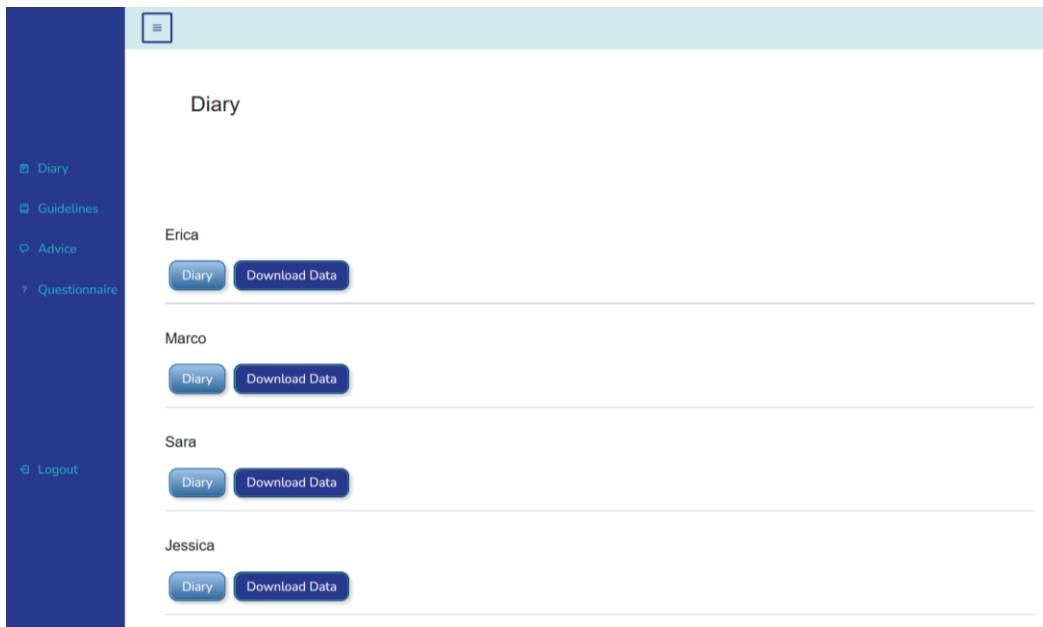 Diary
Guidelines
Advice
? Questionnaire
Logout
Diary
Erica
Diary Download Data
Marco
Diary Download Data
Sara
Diary Download Data
Jessica
Diary Download Data